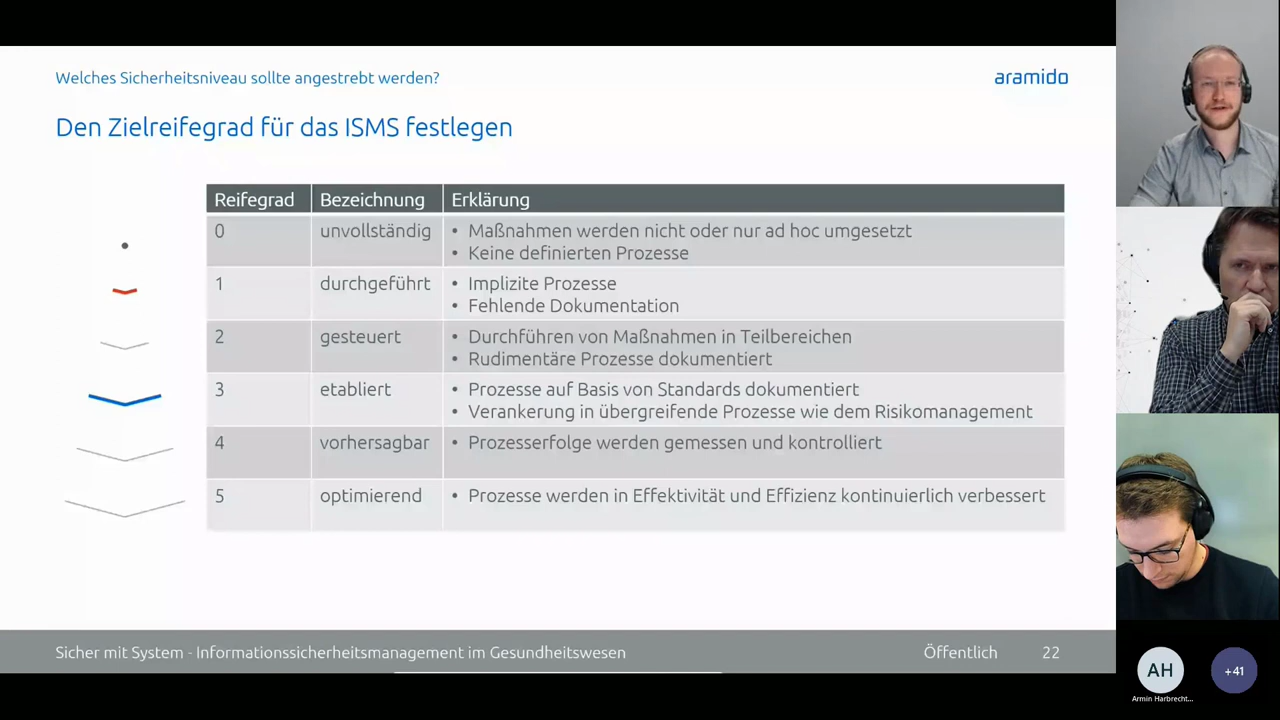 Welches Sicherheitsniveau sollte angestrebt werden?
aramido
Den Zielreifegrad für das ISMS festlegen
Reifegrad Bezeichnung Erklärung
0 unvollständig • Maßnahmen werden nicht oder nur ad hoc umgesetzt
• Keine definierten Prozesse
1 durchgeführt • Implizite Prozesse
• Fehlende Dokumentation
2 gesteuert • Durchführen von Maßnahmen in Teilbereichen
• Rudimentäre Prozesse dokumentiert
3 etabliert • Prozesse auf Basis von Standards dokumentiert
• Verankerung in übergreifende Prozesse wie dem Risikomanagement
4 vorhersagbar • Prozesserfolge werden gemessen und kontrolliert
5 optimierend • Prozesse werden in Effektivität und Effizienz kontinuierlich verbessert
Sicher mit System - Informationssicherheitsmanagement im Gesundheitswesen
Öffentlich 22
AH
+41
Armin Harbrecht...